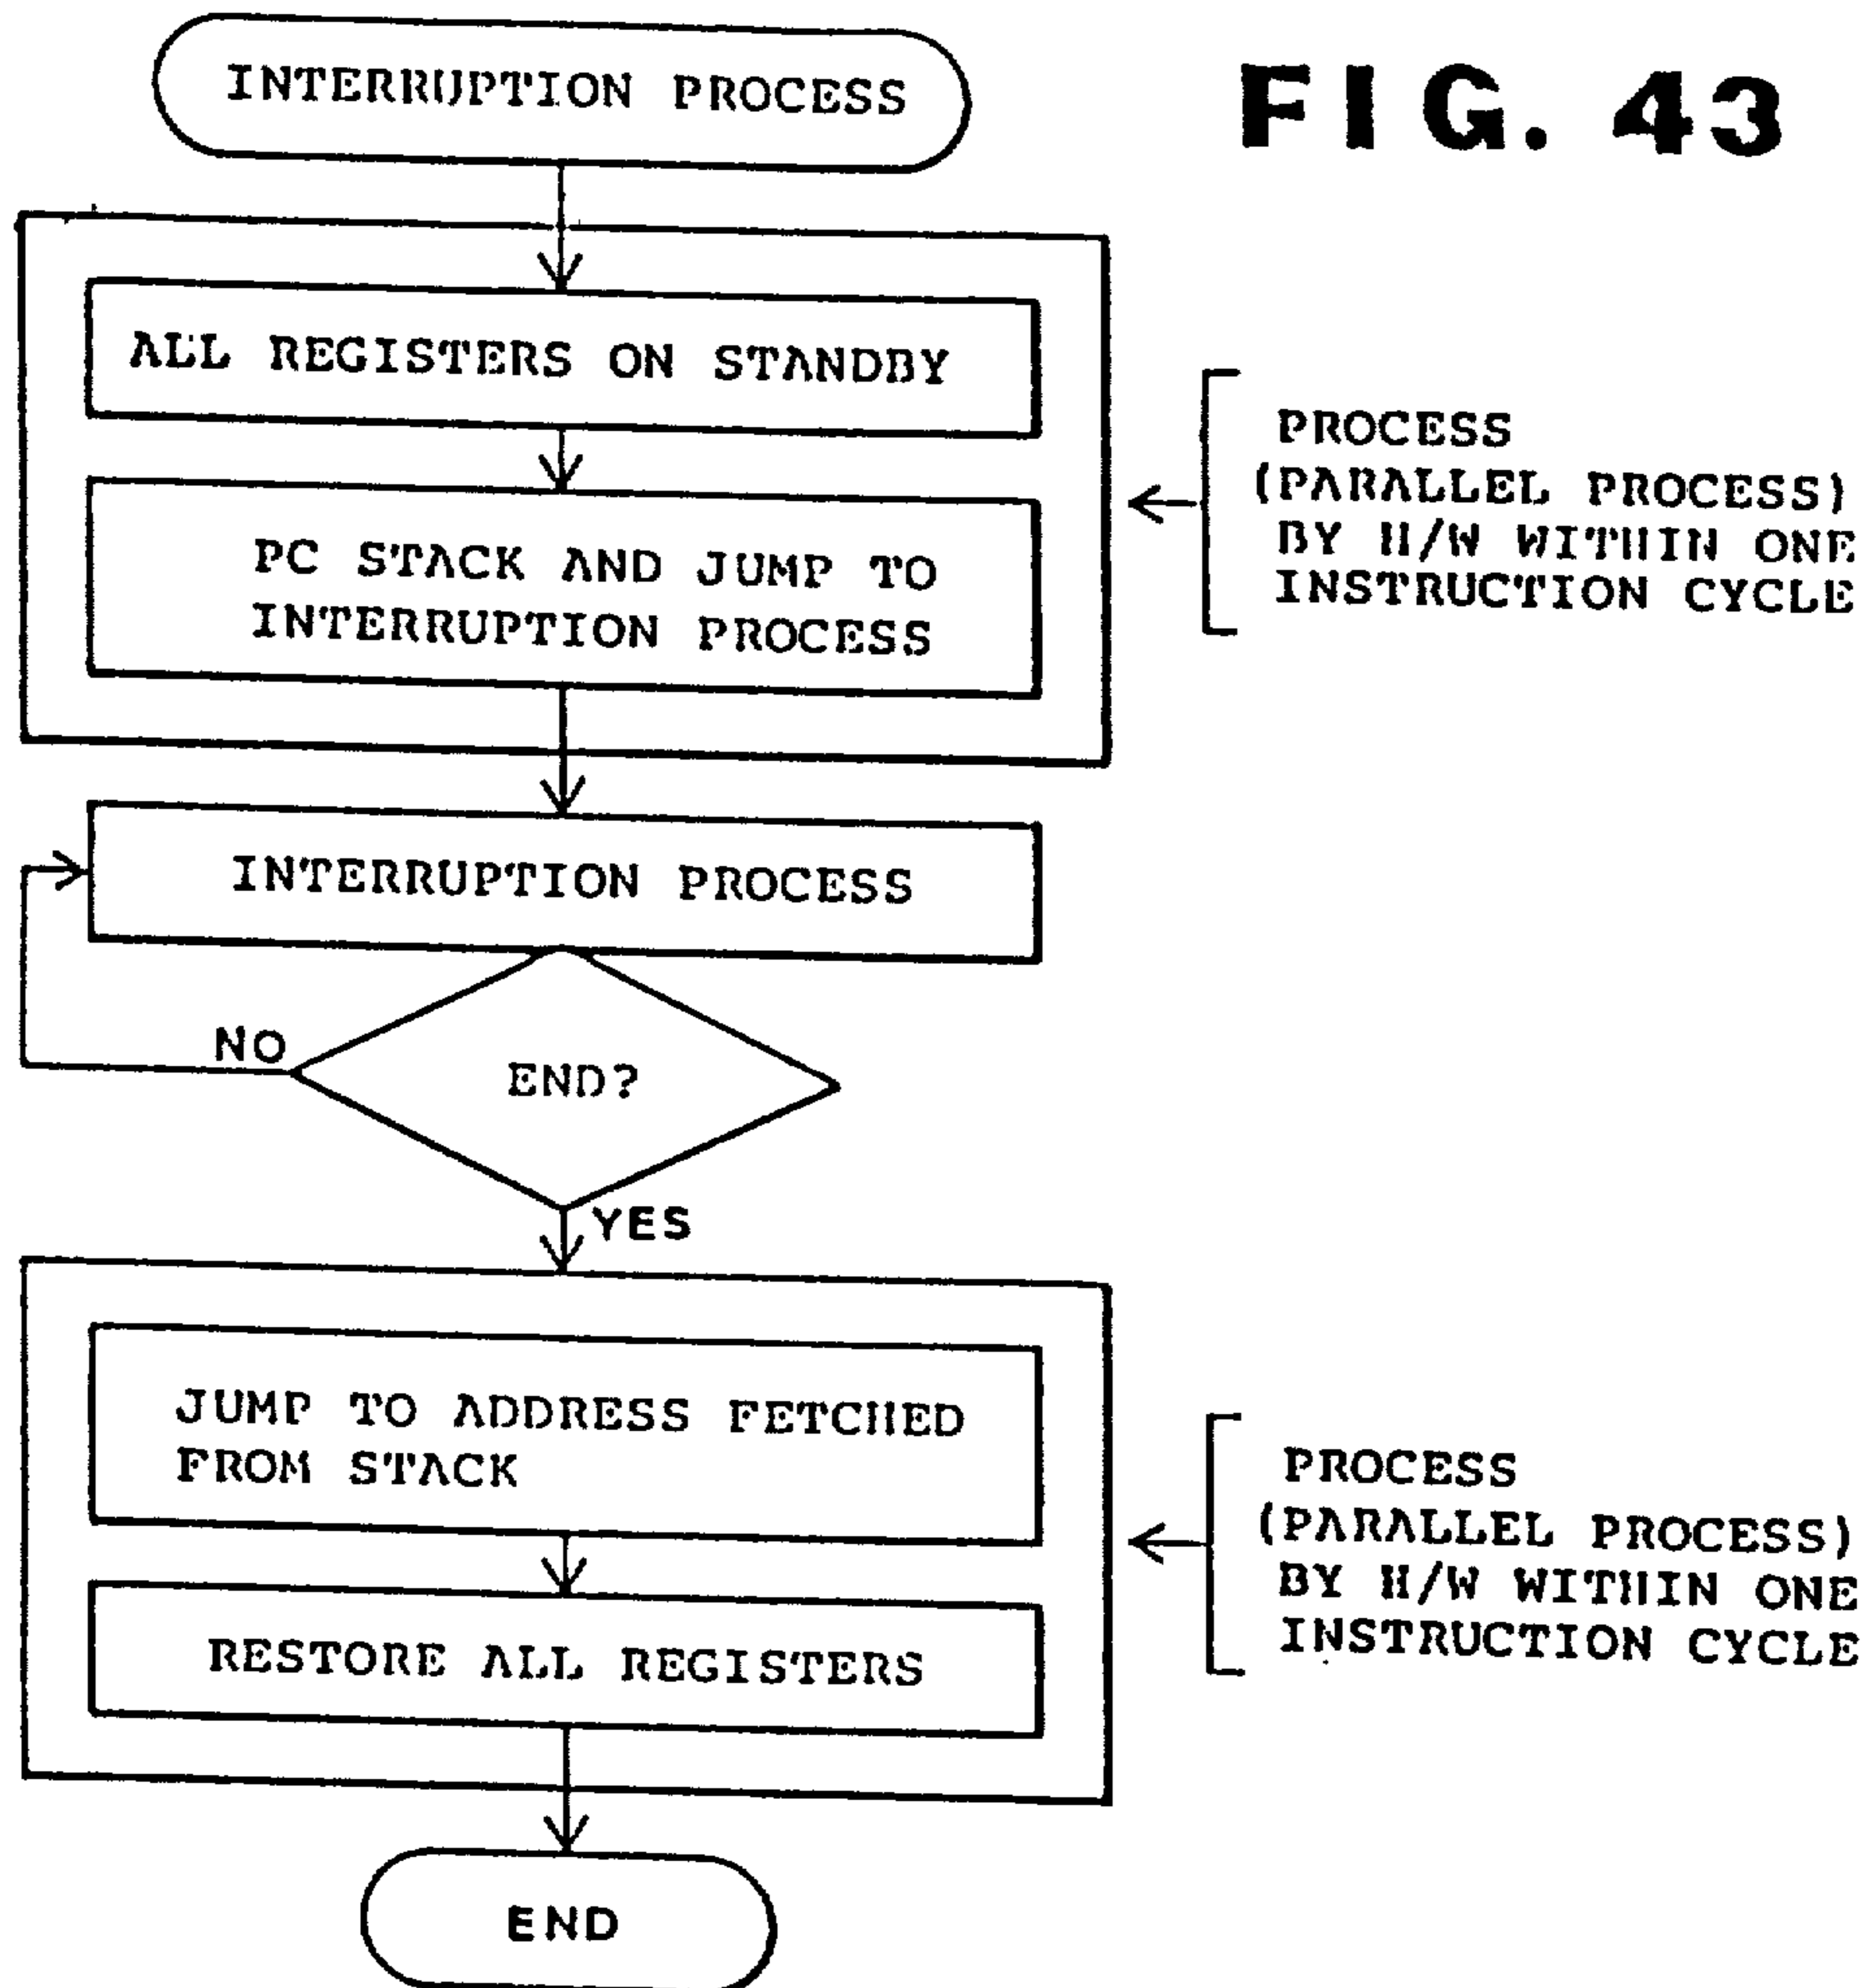 FIG. 43
INTERRUPTION PROCESS
ALL REGISTERS ON STANDBY
PC STACK AND JUMP TO
INTERRUPTION PROCESS
PROCESS
(PARALLEL PROCESS)
BY H/W WITHIN ONE
INSTRUCTION CYCLE
INTERRUPTION PROCESS
NO
END?
YES
JUMP TO ADDRESS FETCHED
FROM STACK
RESTORE ALL REGISTERS
PROCESS
(PARALLEL PROCESS)
BY H/W WITHIN ONE
INSTRUCTION CYCLE
END